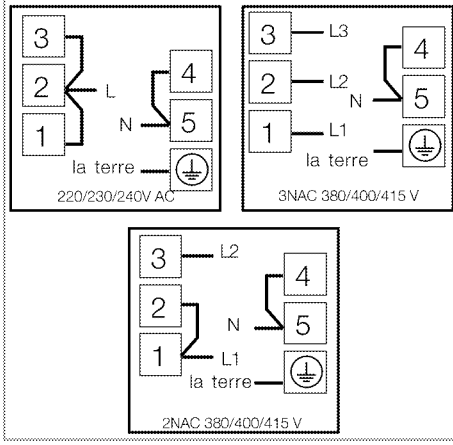 3
2 L 4
1 N 5
la terre
220/230/240V AC
3 L3
4
2 L2
N 5
1 L1
la terre
3NAC 380/400/415 V
3 L2
4
2
N 5
1 L1
la terre
2NAC 380/400/415 V